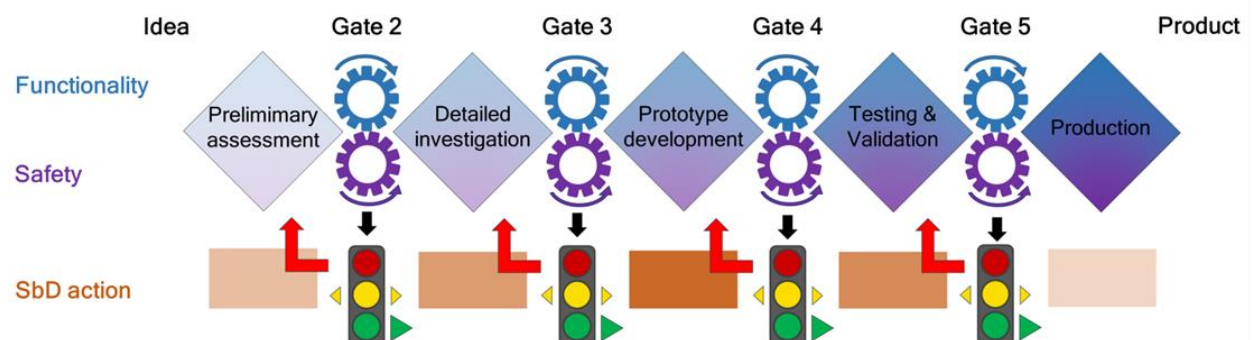 Idea Gate 2 Gate 3 Gate 4 Gate 5 Product
Functionality
Prelimimary
assessment
Detailed
investigation
Prototype
development
Testing &
Validation
Production
Safety
SbD action